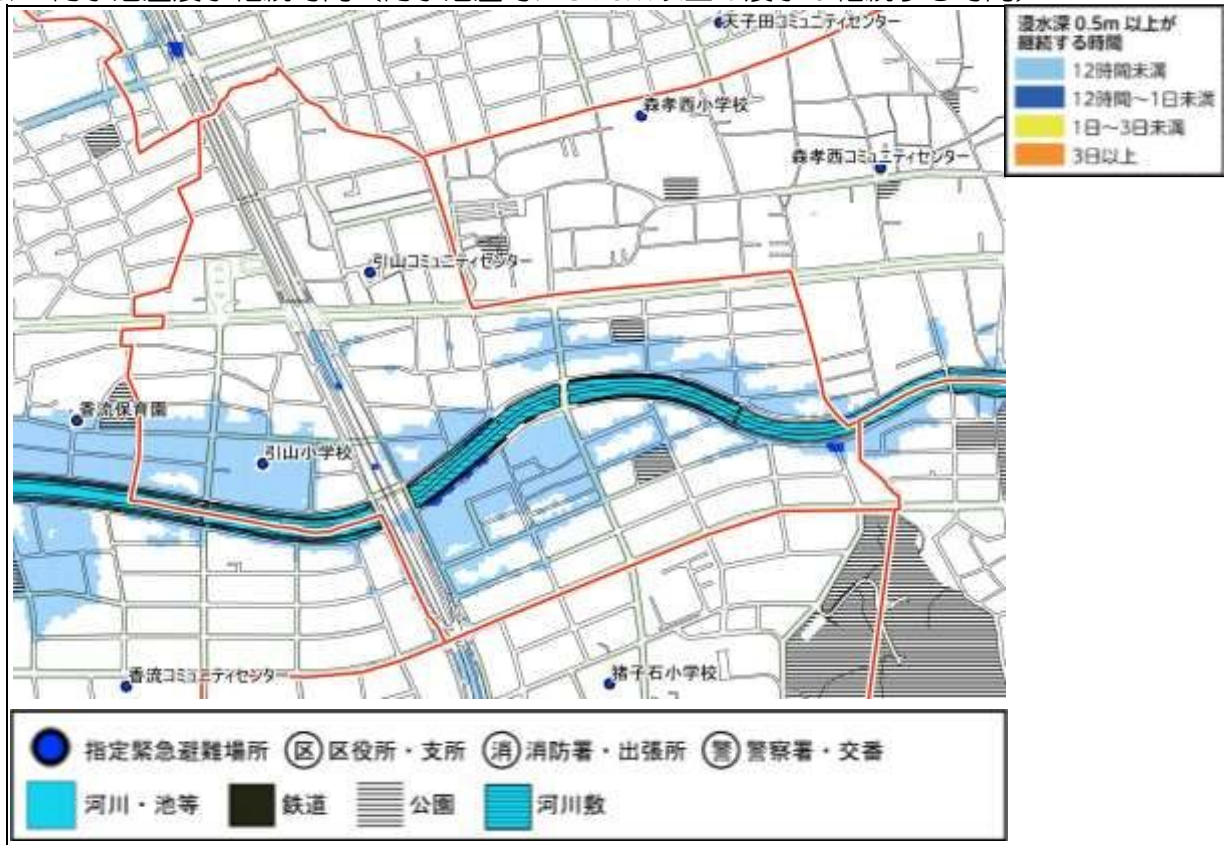 天子田コミュニティセンター
森孝西小学校
森孝西コミュニティセンター
引山コミュニティセンター
香流保育園
引山小学校
香流コミュニティセンター
猪子石小学校
浸水深 0.5m 以上が
継続する時間
12時間未満
12時間～1日未満
1日～3日未満
3日以上
指定緊急避難場所 区 区役所・支所 消 消防署・出張所 警 警察署・交番
河川・池等 鉄道 公園 河川敷